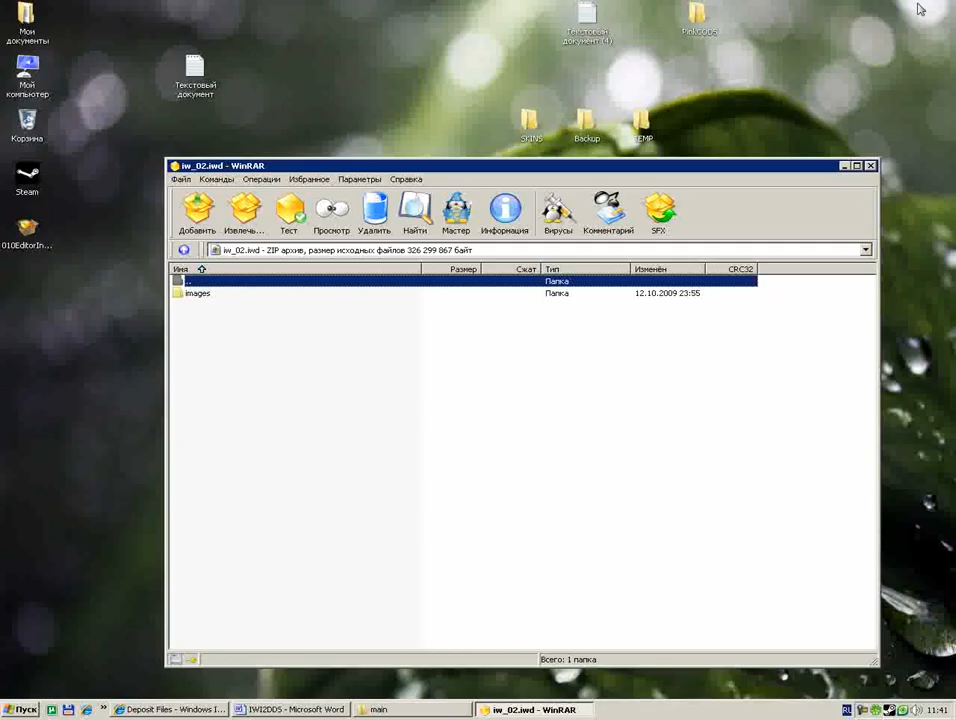 Мои
документы
Мой
компьютер
Корзина
Steam
010EditorIn...
Текстовый
документ
Текстовый
документ (4)
PinkCOD5
SKINS
Backup
TEMP
iw_02.iwd - WinRAR
Файл Команды Операции Избранное Параметры Справка
Добавить Извлечь... Тест Просмотр Удалить Найти Мастер Информация Вирусы Комментарий SFX
iw_02.iwd - ZIP архив, размер исходных файлов 326 299 867 байт
Имя Размер Сжат Тип Изменён CRC32
.. Папка
images Папка 12.10.2009 23:55
Всего: 1 папка
Пуск » Deposit Files - Windows I... IWI2DDS - Microsoft Word main iw_02.iwd - WinRAR RU 11:41